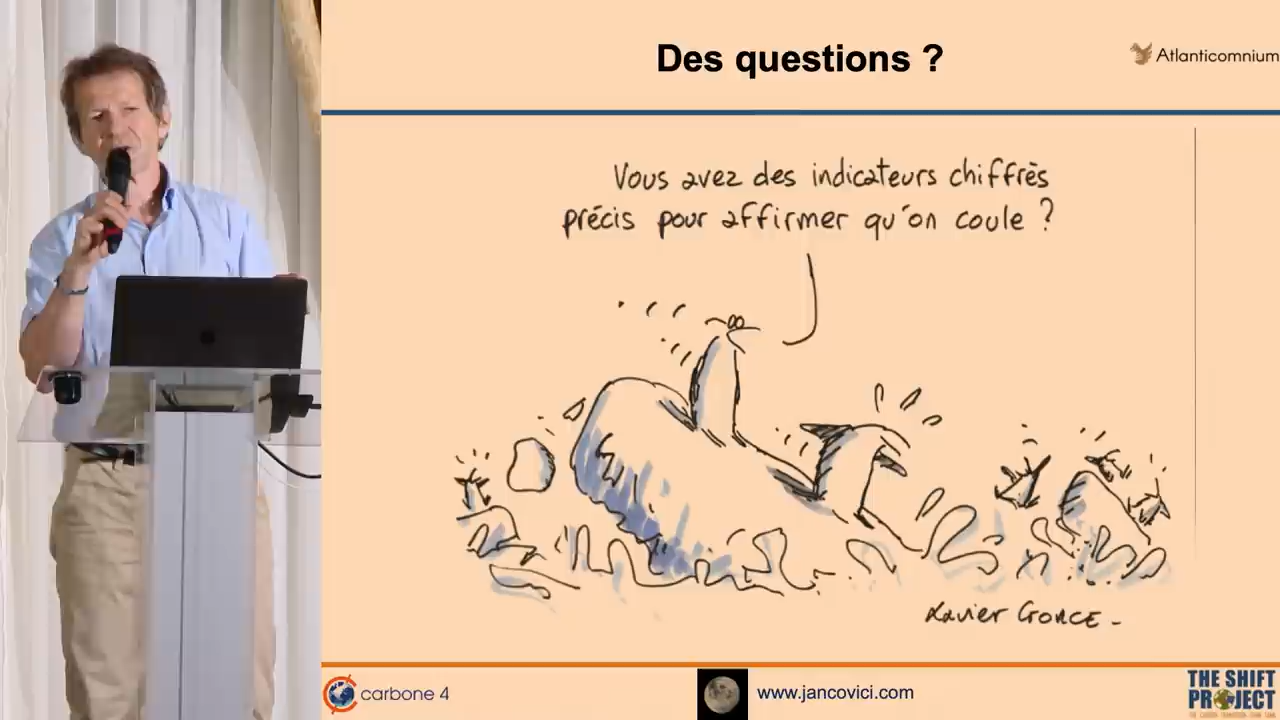 Des questions ?
Atlanticomnium
Vous avez des indicateurs chiffrès
précis pour affirmer qu'on coule ?
Xavier GORCE -
carbone 4
www.jancovici.com
THE SHIFT
PROJECT